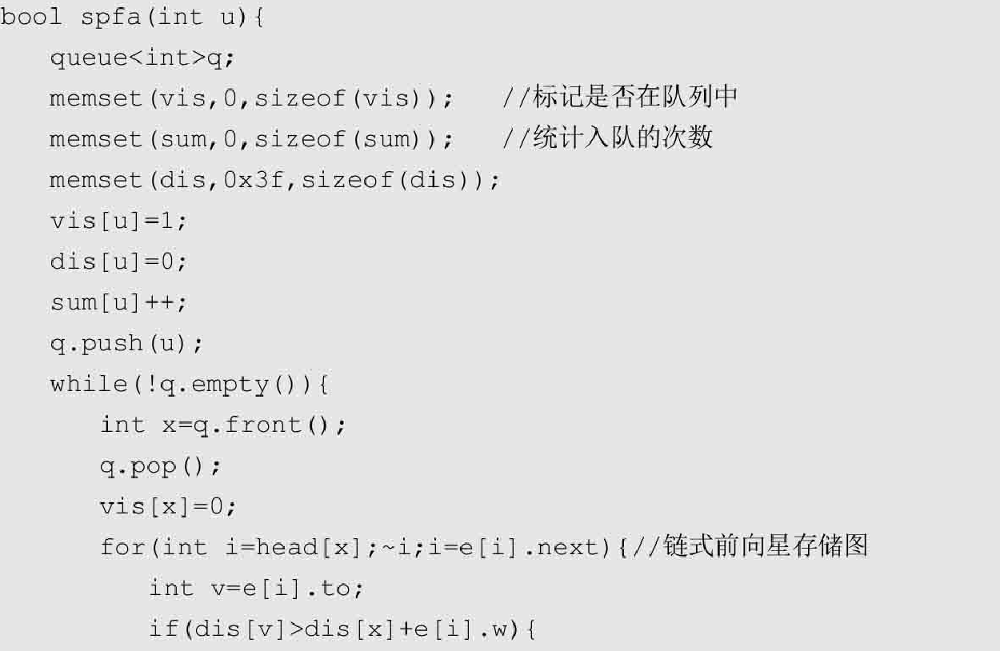 bool spfa(int u){
queue<int>q;
memset(vis,0,sizeof(vis)); //标记是否在队列中
memset(sum,0,sizeof(sum)); //统计入队的次数
memset(dis,0x3f,sizeof(dis));
vis[u]=1;
dis[u]=0;
sum[u]++;
q.push(u);
while(!q.empty()){
int x=q.front();
q.pop();
vis[x]=0;
for(int i=head[x];~i;i=e[i].next){//链式前向星存储图
int v=e[i].to;
if(dis[v]>dis[x]+e[i].w){